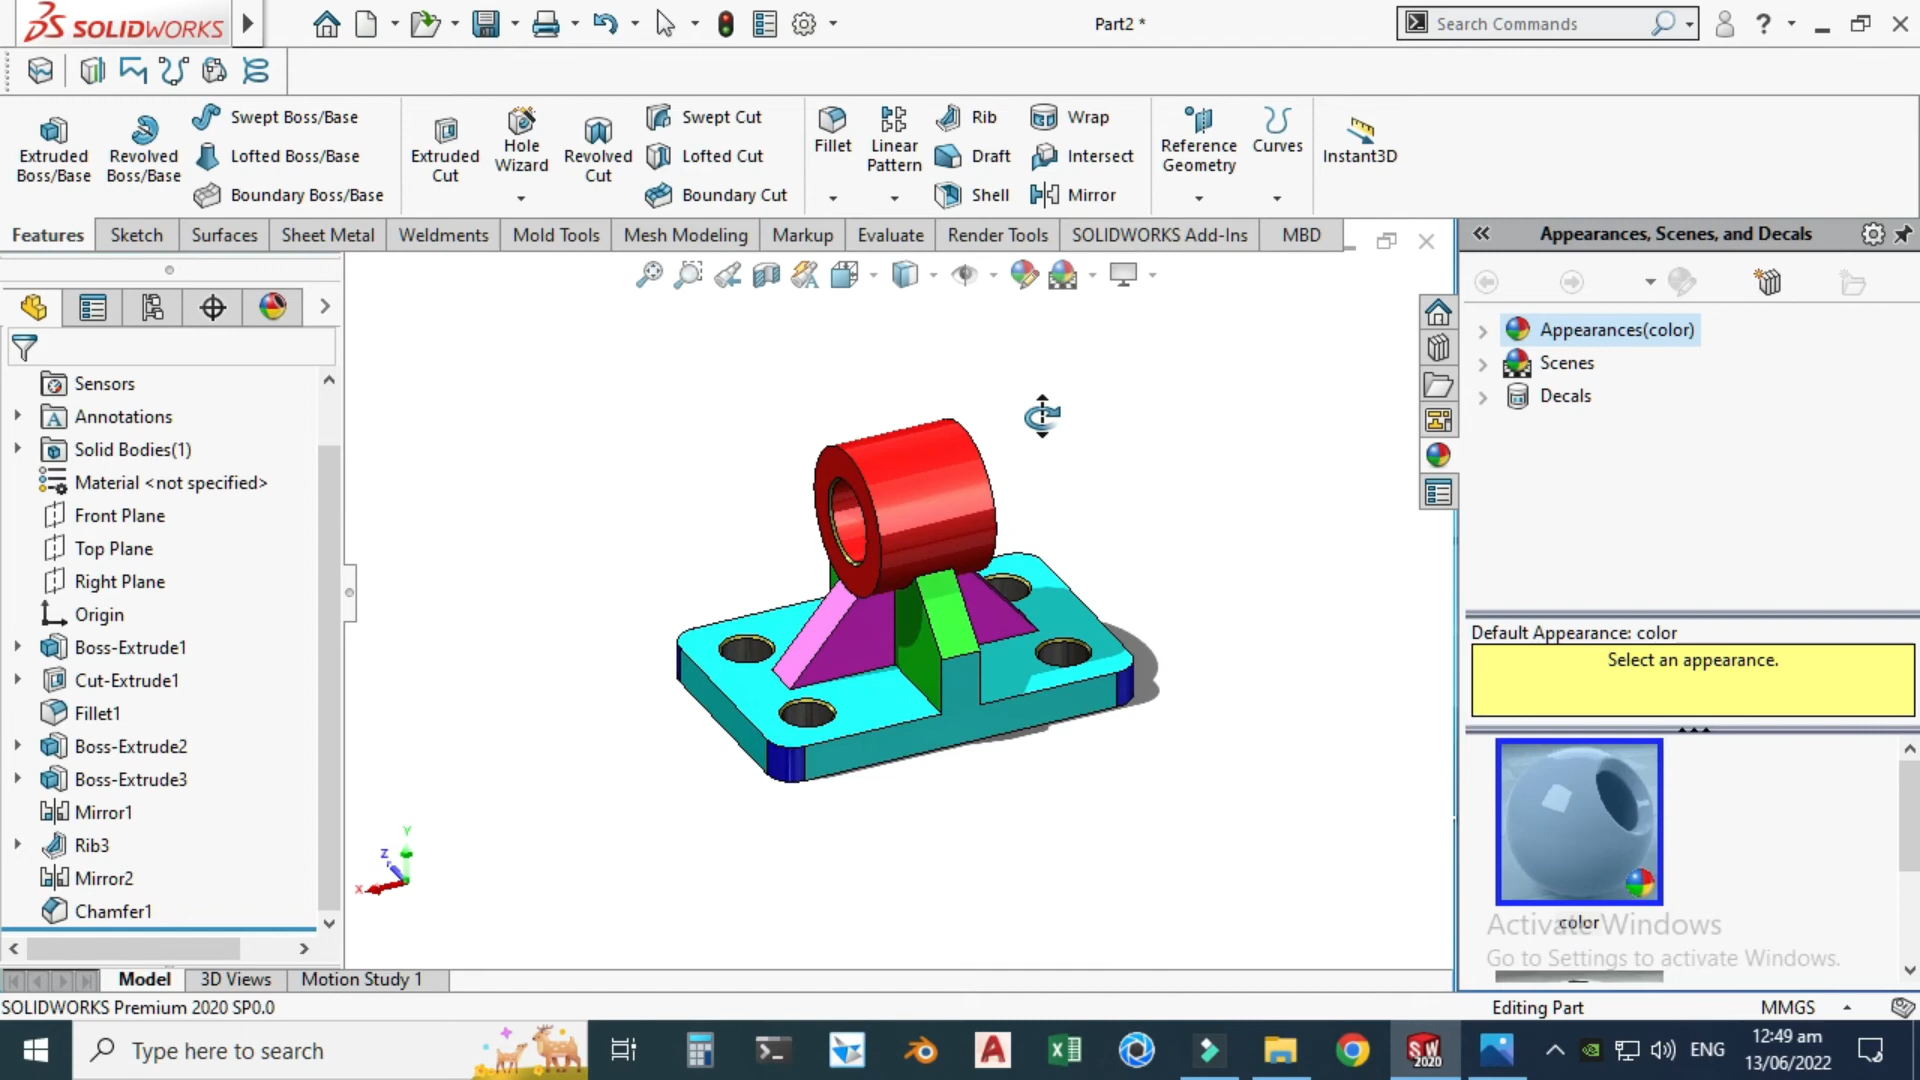 SOLIDWORKS
Part2 *
Search Commands
?
Extruded Boss/Base
Revolved Boss/Base
Swept Boss/Base
Lofted Boss/Base
Boundary Boss/Base
Extruded Cut
Hole Wizard
Revolved Cut
Swept Cut
Lofted Cut
Boundary Cut
Fillet
Linear Pattern
Rib
Draft
Shell
Wrap
Intersect
Mirror
Reference Geometry
Curves
Instant3D
Features
Sketch
Surfaces
Sheet Metal
Weldments
Mold Tools
Mesh Modeling
Markup
Evaluate
Render Tools
SOLIDWORKS Add-Ins
MBD
Appearances, Scenes, and Decals
Appearances(color)
Scenes
Decals
Sensors
Annotations
Solid Bodies(1)
Material <not specified>
Front Plane
Top Plane
Right Plane
Origin
Boss-Extrude1
Cut-Extrude1
Fillet1
Boss-Extrude2
Boss-Extrude3
Mirror1
Rib3
Mirror2
Chamfer1
Y
Z
X
Default Appearance: color
Select an appearance.
color
Activate Windows
Go to Settings to activate Windows.
Model
3D Views
Motion Study 1
SOLIDWORKS Premium 2020 SP0.0
Editing Part
MMGS
Type here to search
SW 2020
ENG
12:49 am
13/06/2022